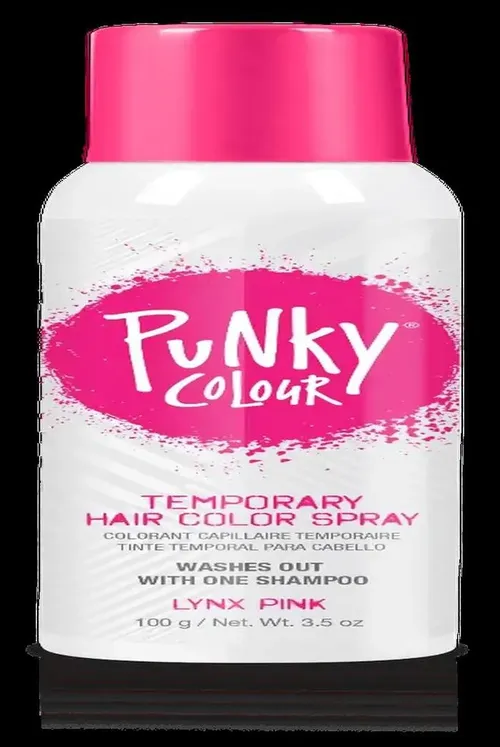 PuNKy®
COLOUR
TEMPORARY
HAIR COLOR SPRAY
COLORANT CAPILLAIRE TEMPORAIRE
TINTE TEMPORAL PARA CABELLO
WASHES OUT
WITH ONE SHAMPOO
LYNX PINK
100 g / Net. Wt. 3.5 oz